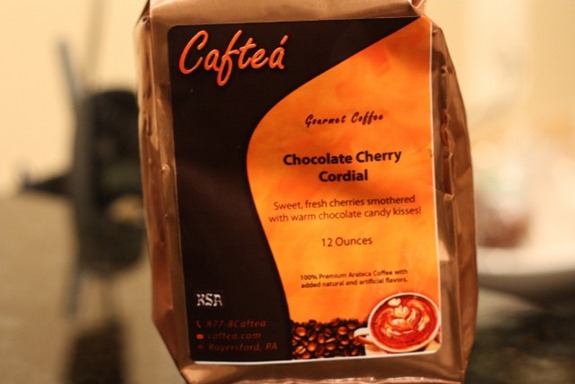 Cafteá
Gourmet Coffee
Chocolate Cherry
Cordial
Sweet, fresh cherries smothered
with warm chocolate candy kisses!
12 Ounces
100% Premium Arabica Coffee with
added natural and artificial flavors.
RSA
877-8Caftea
caftea.com
Royersford, PA